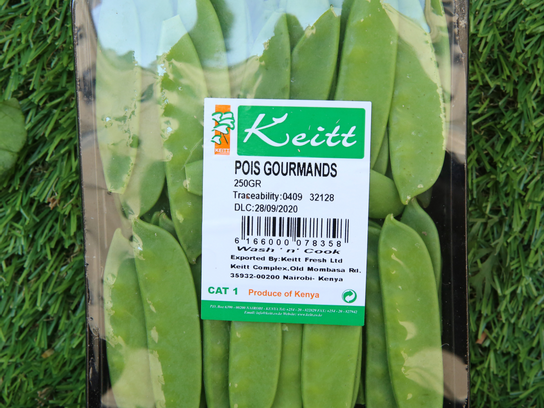 KEITT
Keitt
POIS GOURMANDS
250GR
Traceability:0409 32128
DLC:28/09/2020
6 166000 078358
Wash ' n' Cook
Exported By:Keitt Fresh Ltd
Keitt Complex,Old Mombasa Rd.
35932-00200 Nairobi- Kenya
CAT 1 Produce of Kenya